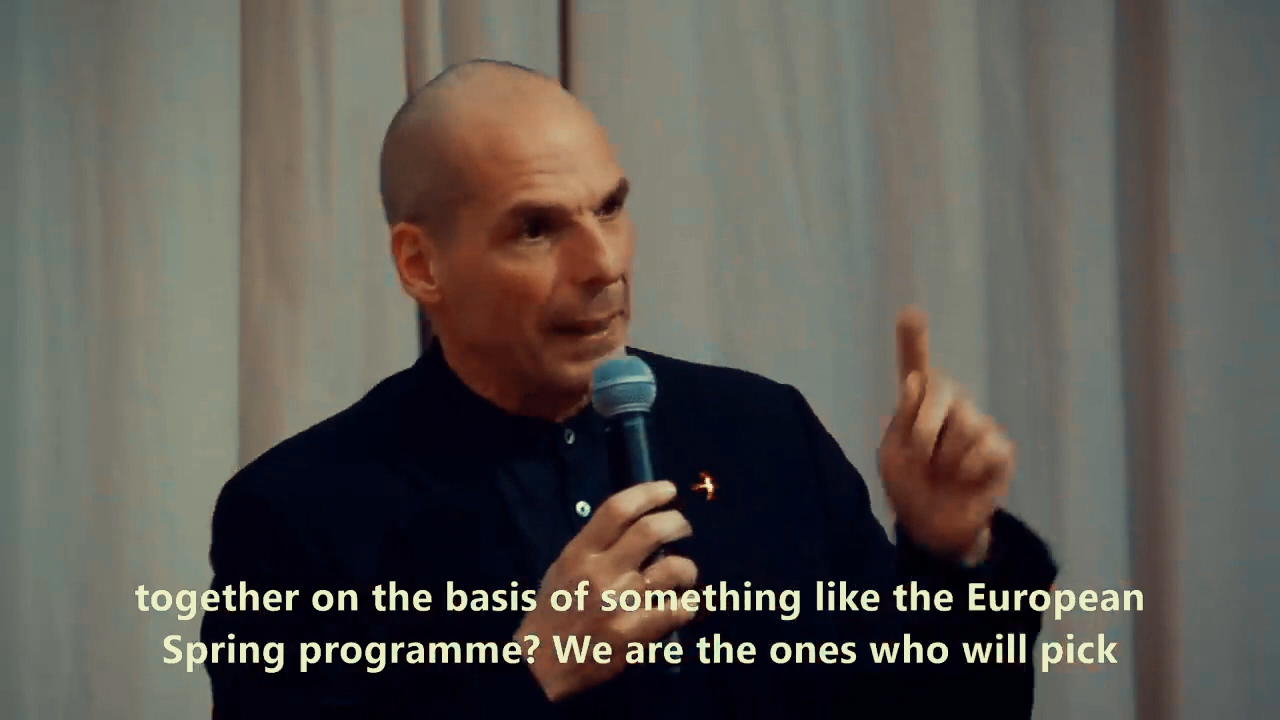 together on the basis of something like the European
Spring programme? We are the ones who will pick